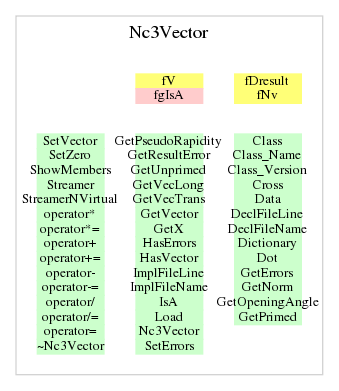 Nc3Vector
fV
fgIsA
fDresult
fNv
SetVector
SetZero
ShowMembers
Streamer
StreamerNVirtual
operator*
operator*=
operator+
operator+=
operator-
operator-=
operator/
operator/=
operator=
~Nc3Vector
GetPseudoRapidity
GetResultError
GetUnprimed
GetVecLong
GetVecTrans
GetVector
GetX
HasErrors
HasVector
ImplFileLine
ImplFileName
IsA
Load
Nc3Vector
SetErrors
Class
Class_Name
Class_Version
Cross
Data
DeclFileLine
DeclFileName
Dictionary
Dot
GetErrors
GetNorm
GetOpeningAngle
GetPrimed